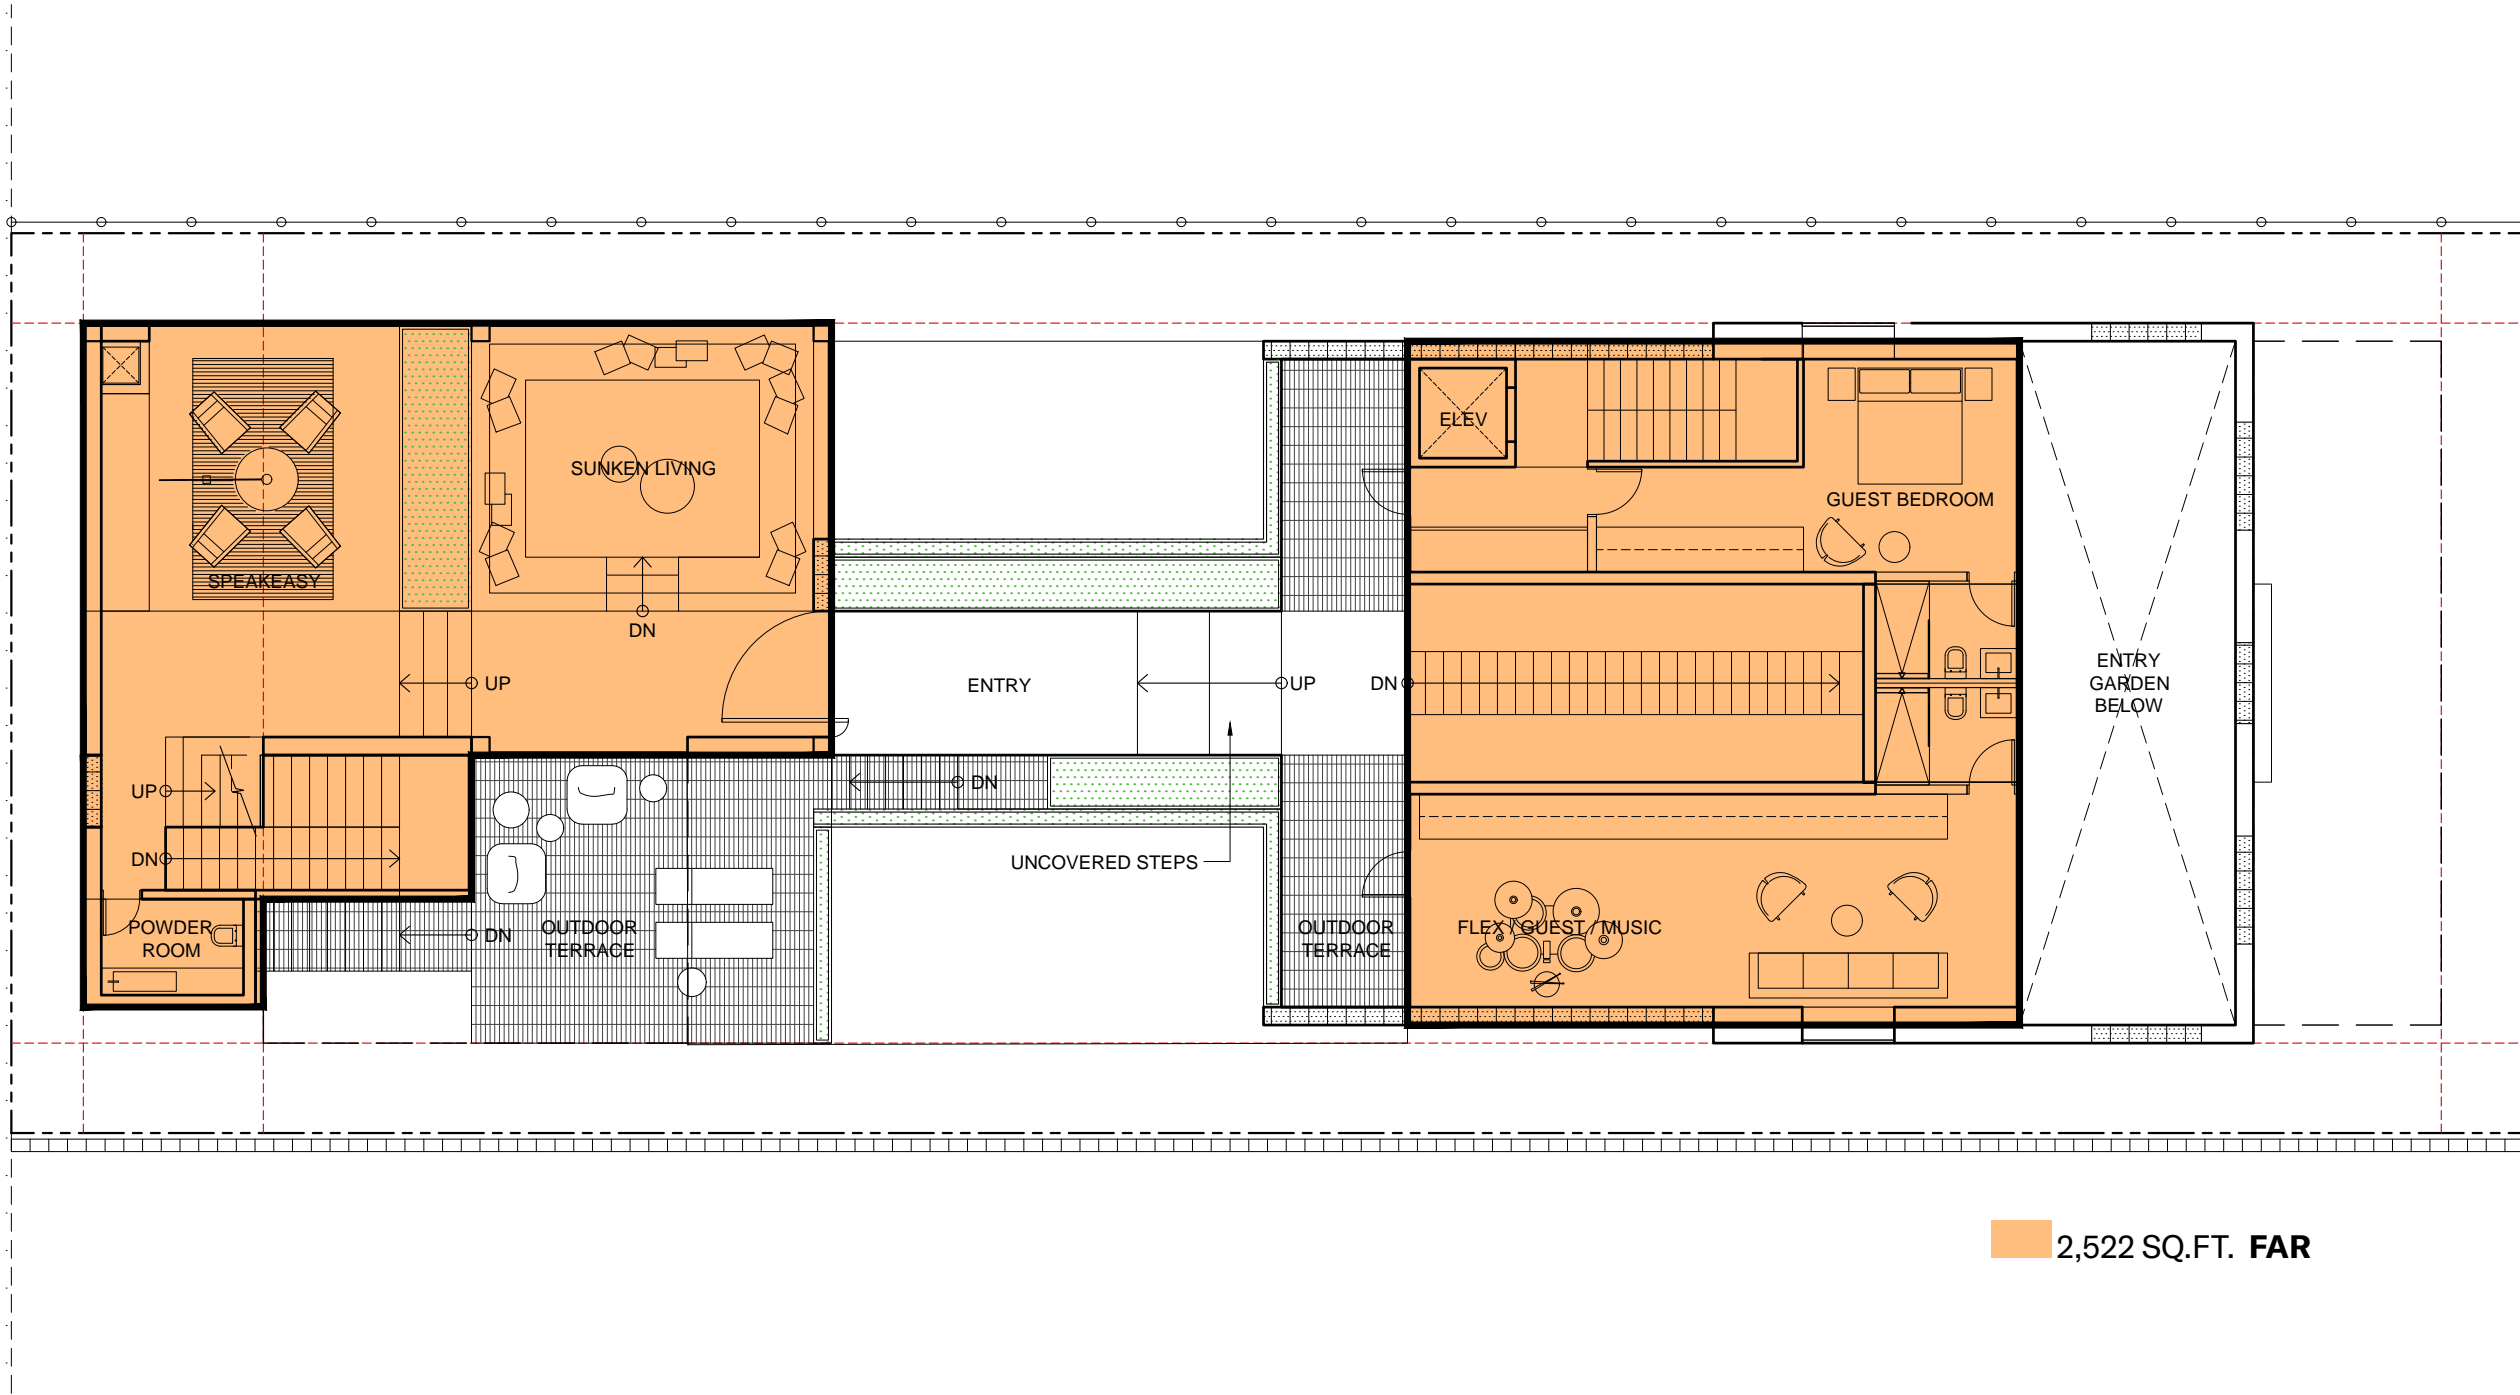 ELEV
SUNKEN LIVING
GUEST BEDROOM
SPEAKEASY
DN
UP
ENTRY
UP
DN
ENTRY
GARDEN
BELOW
UP
DN
DN
UNCOVERED STEPS
POWDER
ROOM
DN
OUTDOOR
TERRACE
OUTDOOR
TERRACE
FLEX / GUEST / MUSIC
2,522 SQ.FT. FAR